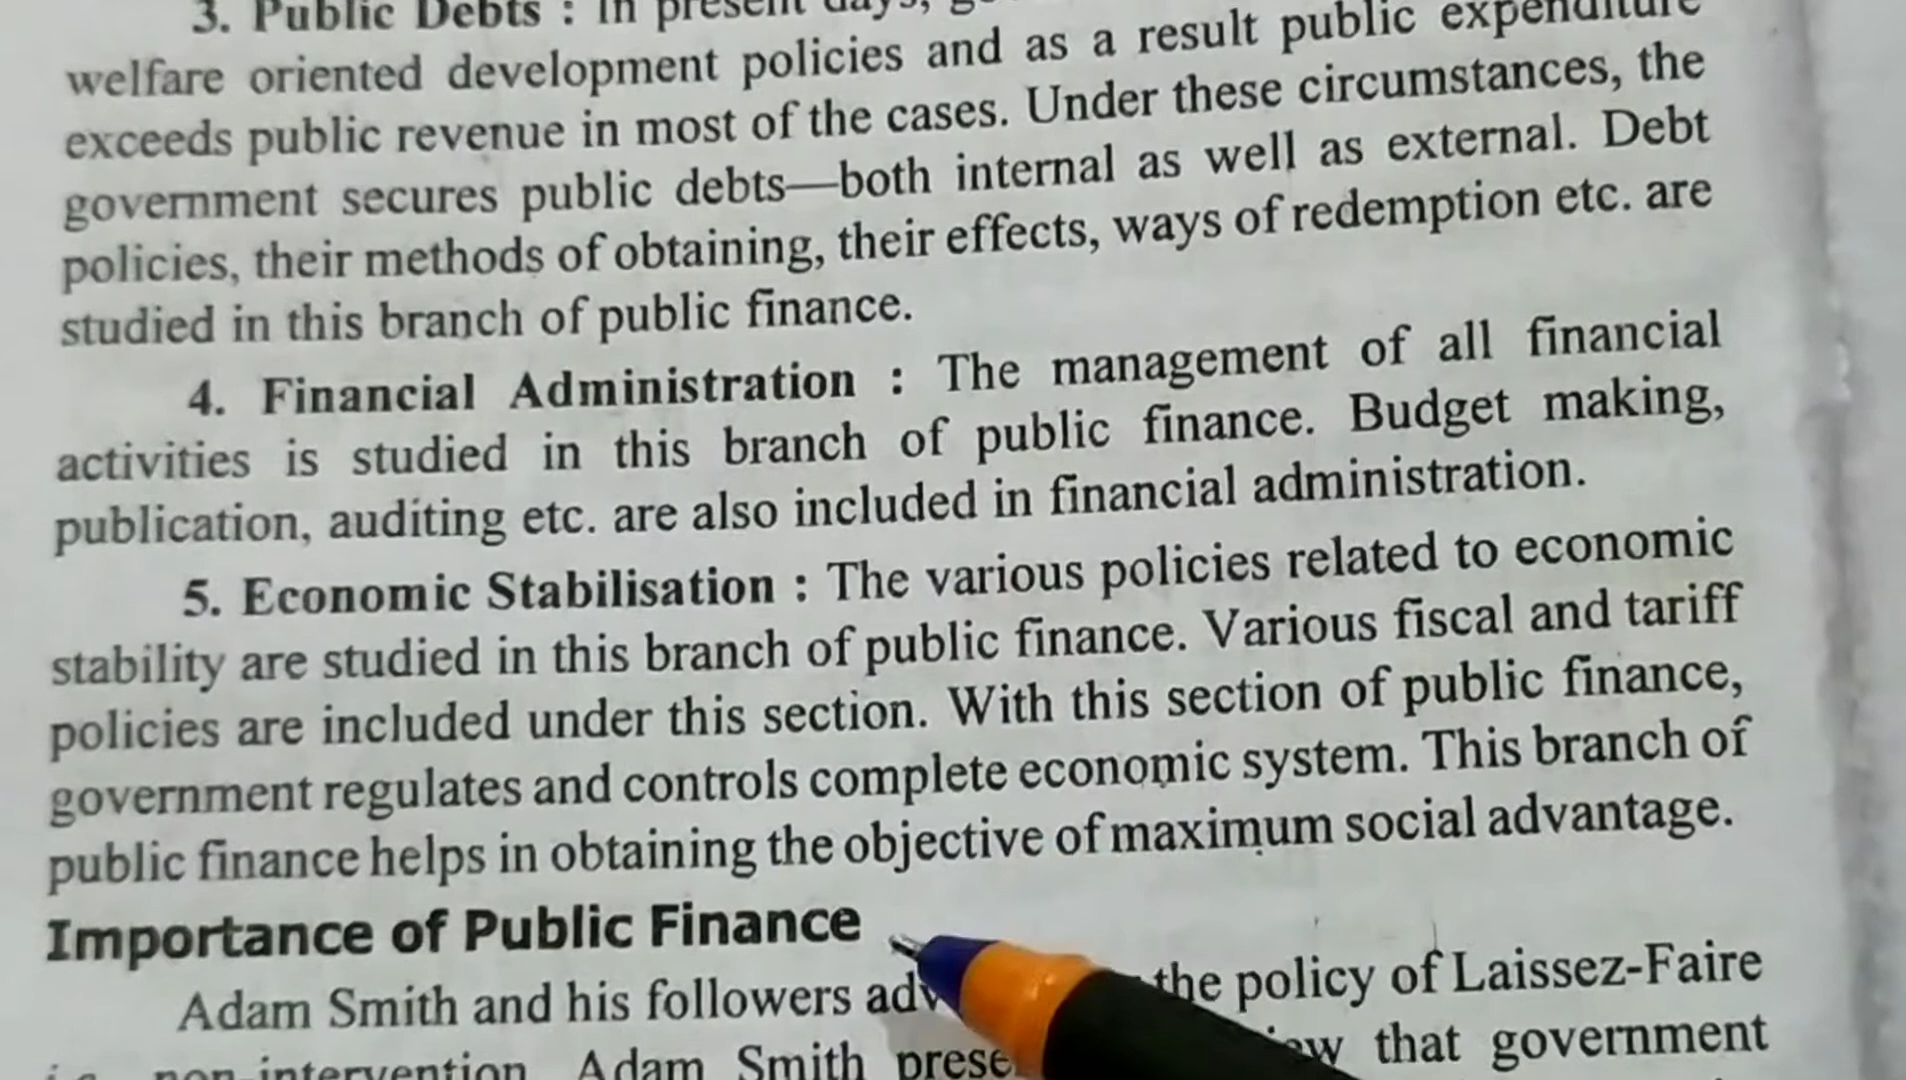 3. Public Debts : In present days,
welfare oriented development policies and as a result public expenditure
exceeds public revenue in most of the cases. Under these circumstances, the
government secures public debts—both internal as well as external. Debt
policies, their methods of obtaining, their effects, ways of redemption etc. are
studied in this branch of public finance.
4. Financial Administration : The management of all financial
activities is studied in this branch of public finance. Budget making,
publication, auditing etc. are also included in financial administration.
5. Economic Stabilisation : The various policies related to economic
stability are studied in this branch of public finance. Various fiscal and tariff
policies are included under this section. With this section of public finance,
government regulates and controls complete economic system. This branch of
public finance helps in obtaining the objective of maximum social advantage.
Importance of Public Finance
Adam Smith and his followers the policy of Laissez-Faire
i.e. non-intervention. Adam Smith that government